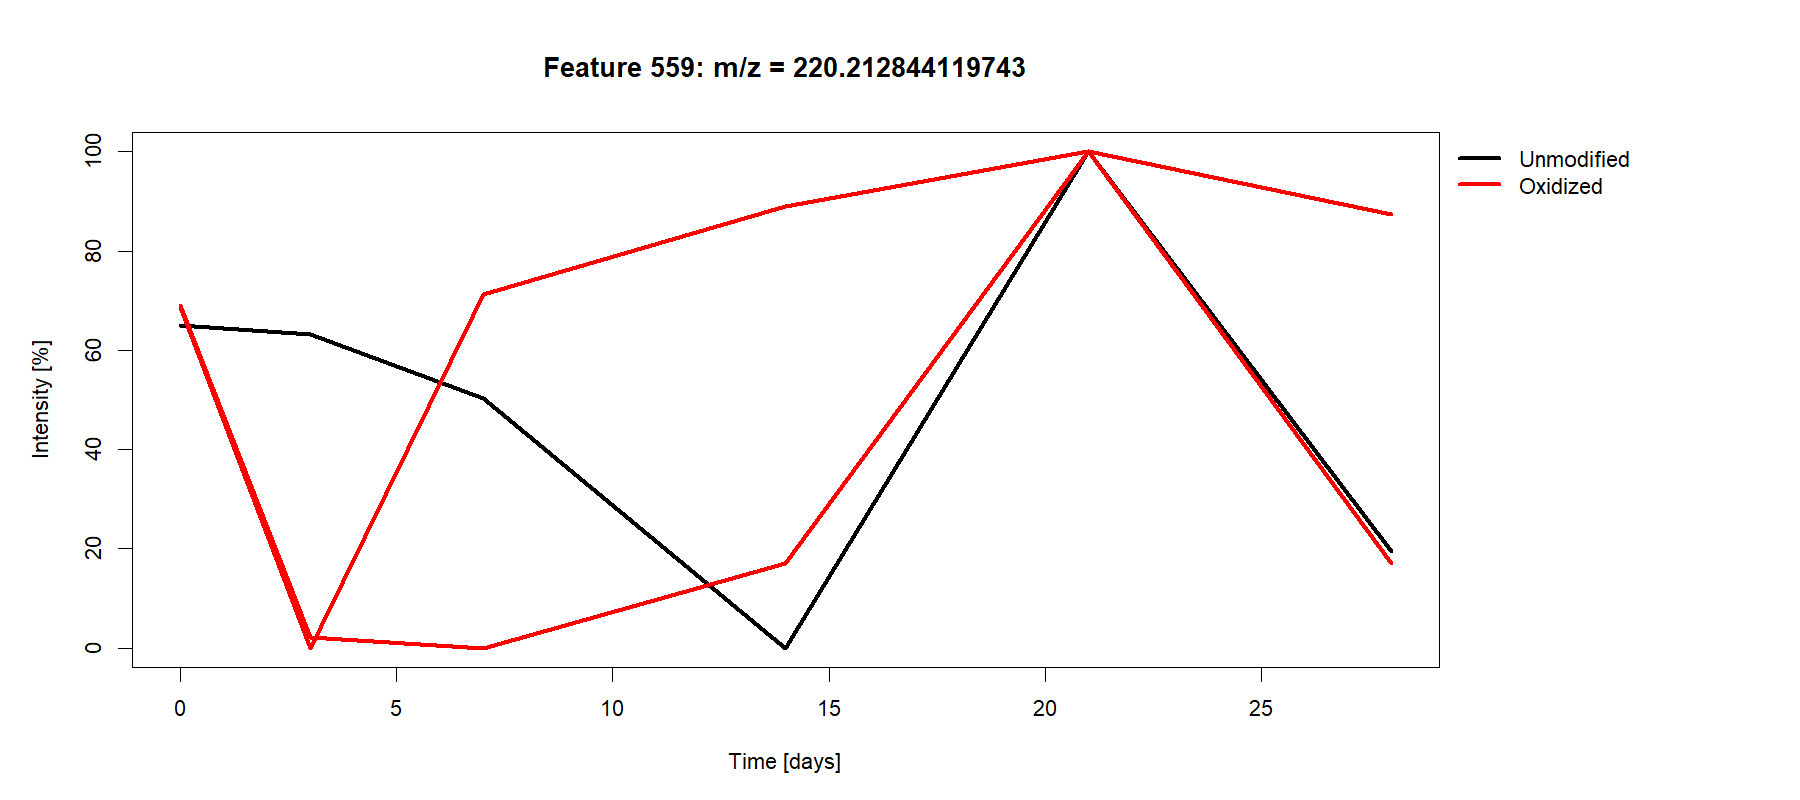 Feature 559: m/z = 220.212844119743
Unmodified
Oxidized
Intensity [%]
100
80
60
40
20
0
0 5 10 15 20 25
Time [days]